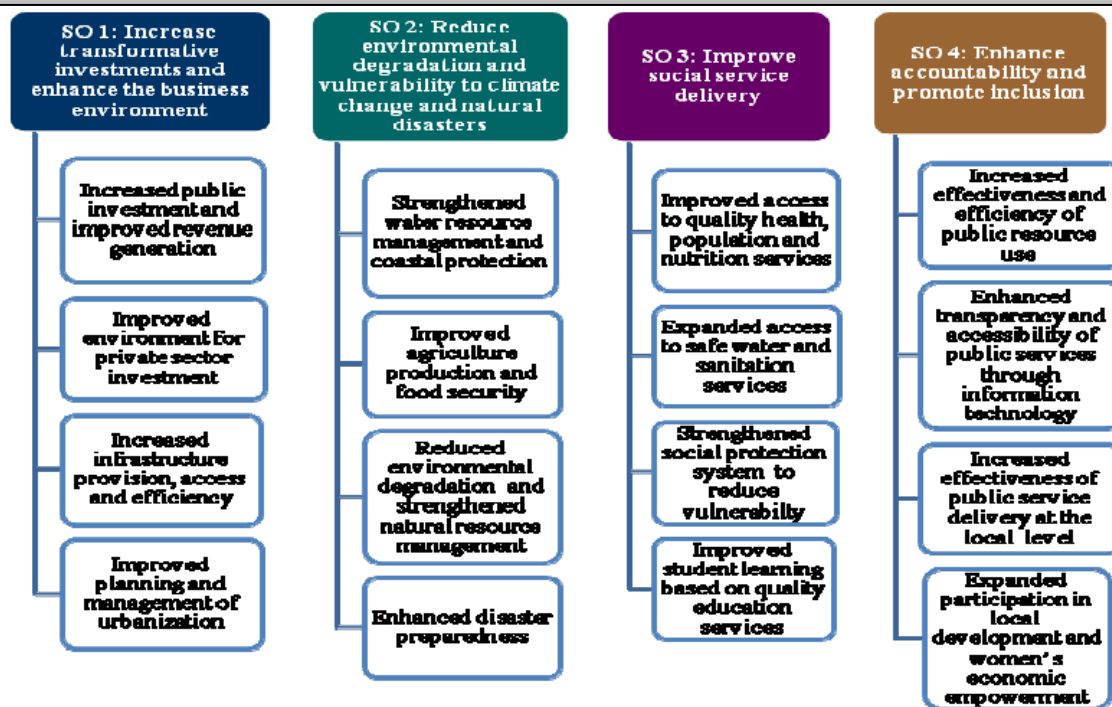 SO 1: Increase
transformative
investments and
enhance the business
environment
Increased public
investment and
improved revenue
generation
Improved
environment for
private sector
investment
Increased
infrastructure
provision, access
and efficiency
Improved
planning and
management of
urbanization
SO 2: Reduce
environmental
degradation and
vulnerability to climate
change and natural
disasters
Strengthened
water resource
management and
coastal protection
Improved
agriculture
production and
food security
Reduced
environmental
degradation and
strengthened
natural resource
management
Enhanced disaster
preparedness
SO 3: Improve
social service
delivery
Improved access
to quality health,
population and
nutrition services
Expanded access
to safe water and
sanitation
services
Strengthened
social protection
system to
reduce
vulnerabilty
Improved
student learning
based on quality
education
services
SO 4: Enhance
accountability and
promote inclusion
Increased
effectiveness and
efficiency of
public resource
use
Enhanced
transparency and
accessibility of
public services
through
information
technology
Increased
effectiveness of
public service
delivery at the
local level
Expanded
participation in
local
development and
women's
economic
empowerment